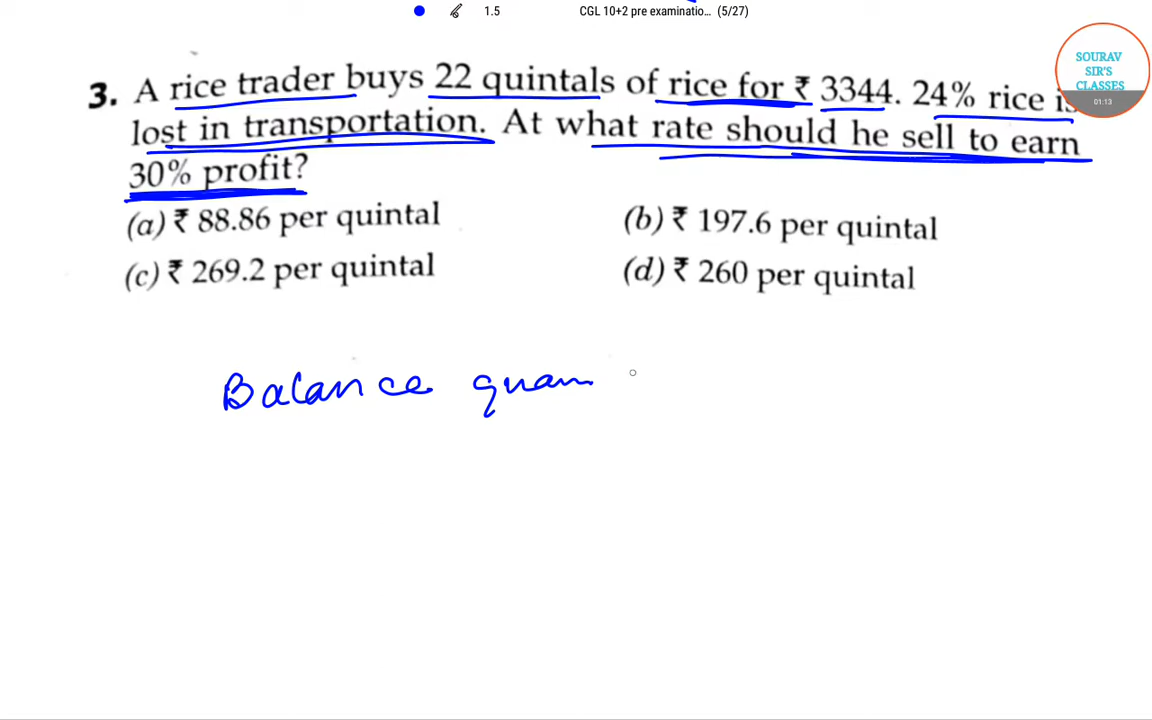 1.5 CGL 10+2 pre examinatio... (5/27)
SOURAV
SIR'S
CLASSES
01:13
3. A rice trader buys 22 quintals of rice for ₹ 3344. 24% rice is
lost in transportation. At what rate should he sell to earn
30% profit?
(a) ₹ 88.86 per quintal (b) ₹ 197.6 per quintal
(c) ₹ 269.2 per quintal (d) ₹ 260 per quintal
Balance quan